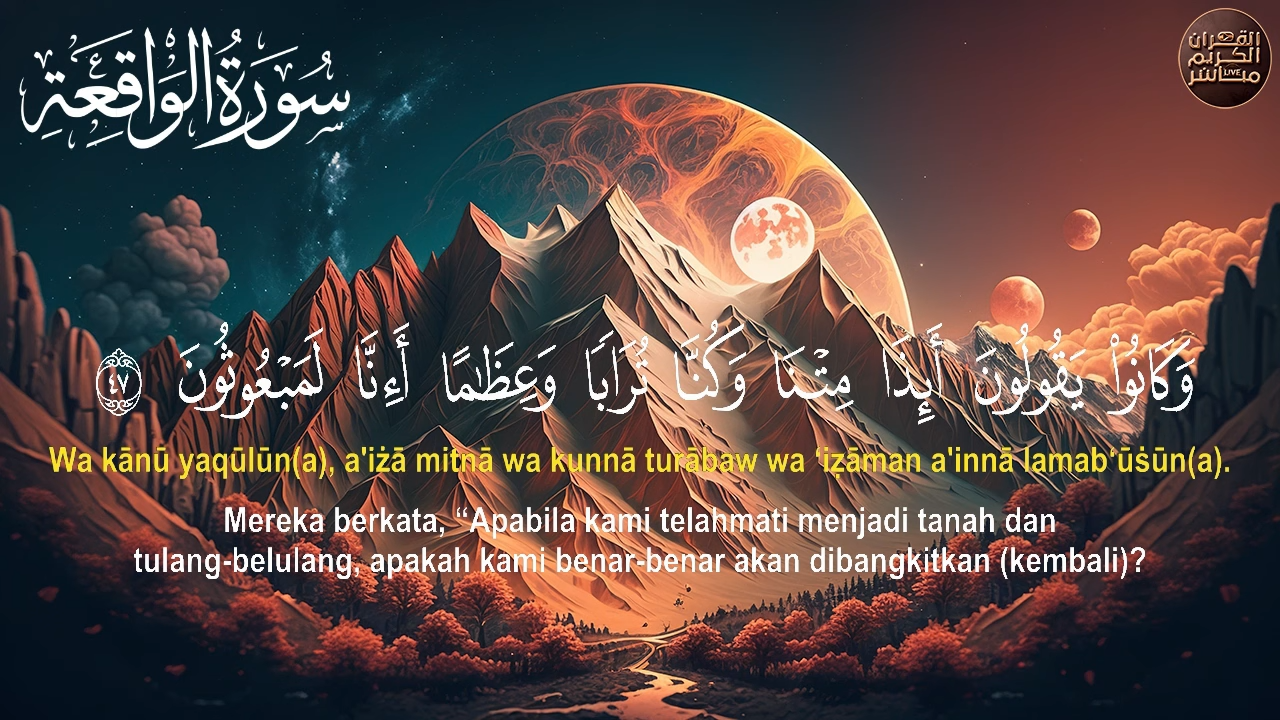 سُورَةُ الْوَاقِعَةِ
القرآن
الكريم
LIVE
مباشر
وَكَانُوا۟ يَقُولُونَ أَئِذَا مِتْنَا وَكُنَّا تُرَابًا وَعِظَٰمًا أَءِنَّا لَمَبْعُوثُونَ ٤٧
Wa kānū yaqūlūn(a), a'iżā mitnā wa kunnā turābaw wa ‘iẓāman a'innā lamab‘ūṡūn(a).
Mereka berkata, “Apabila kami telahmati menjadi tanah dan
tulang-belulang, apakah kami benar-benar akan dibangkitkan (kembali)?